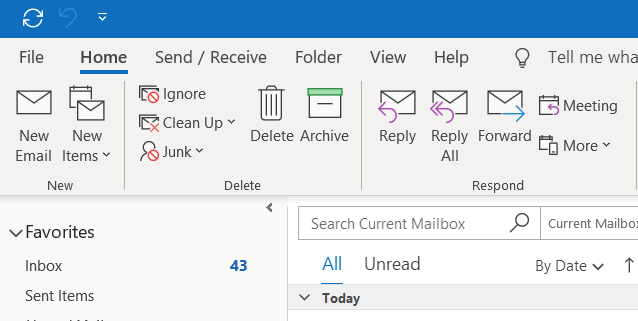 File Home Send / Receive Folder View Help Tell me wha
New Email
New Items
Ignore
Clean Up
Junk
Delete
Archive
Reply
Reply All
Forward
Meeting
More
New Delete Respond
Favorites
Inbox 43
Sent Items
Search Current Mailbox Current Mailbox
All Unread By Date
Today